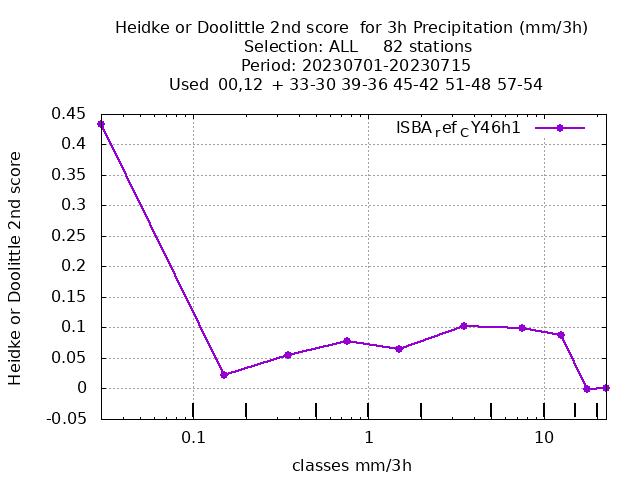 Heidke or Doolittle 2nd score  for 3h Precipitation (mm/3h)
Selection: ALL     82 stations
Period: 20230701-20230715
Used  00,12  + 33-30 39-36 45-42 51-48 57-54
ISBA_ref_CY46h1
Heidke or Doolittle 2nd score
0.45
0.4
0.35
0.3
0.25
0.2
0.15
0.1
0.05
0
-0.05
0.1 1 10
classes mm/3h